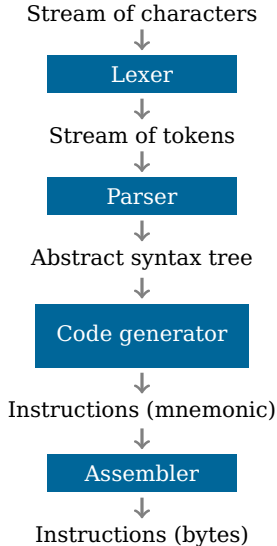 Stream of characters
Lexer
Stream of tokens
Parser
Abstract syntax tree
Code generator
Instructions (mnemonic)
Assembler
Instructions (bytes)